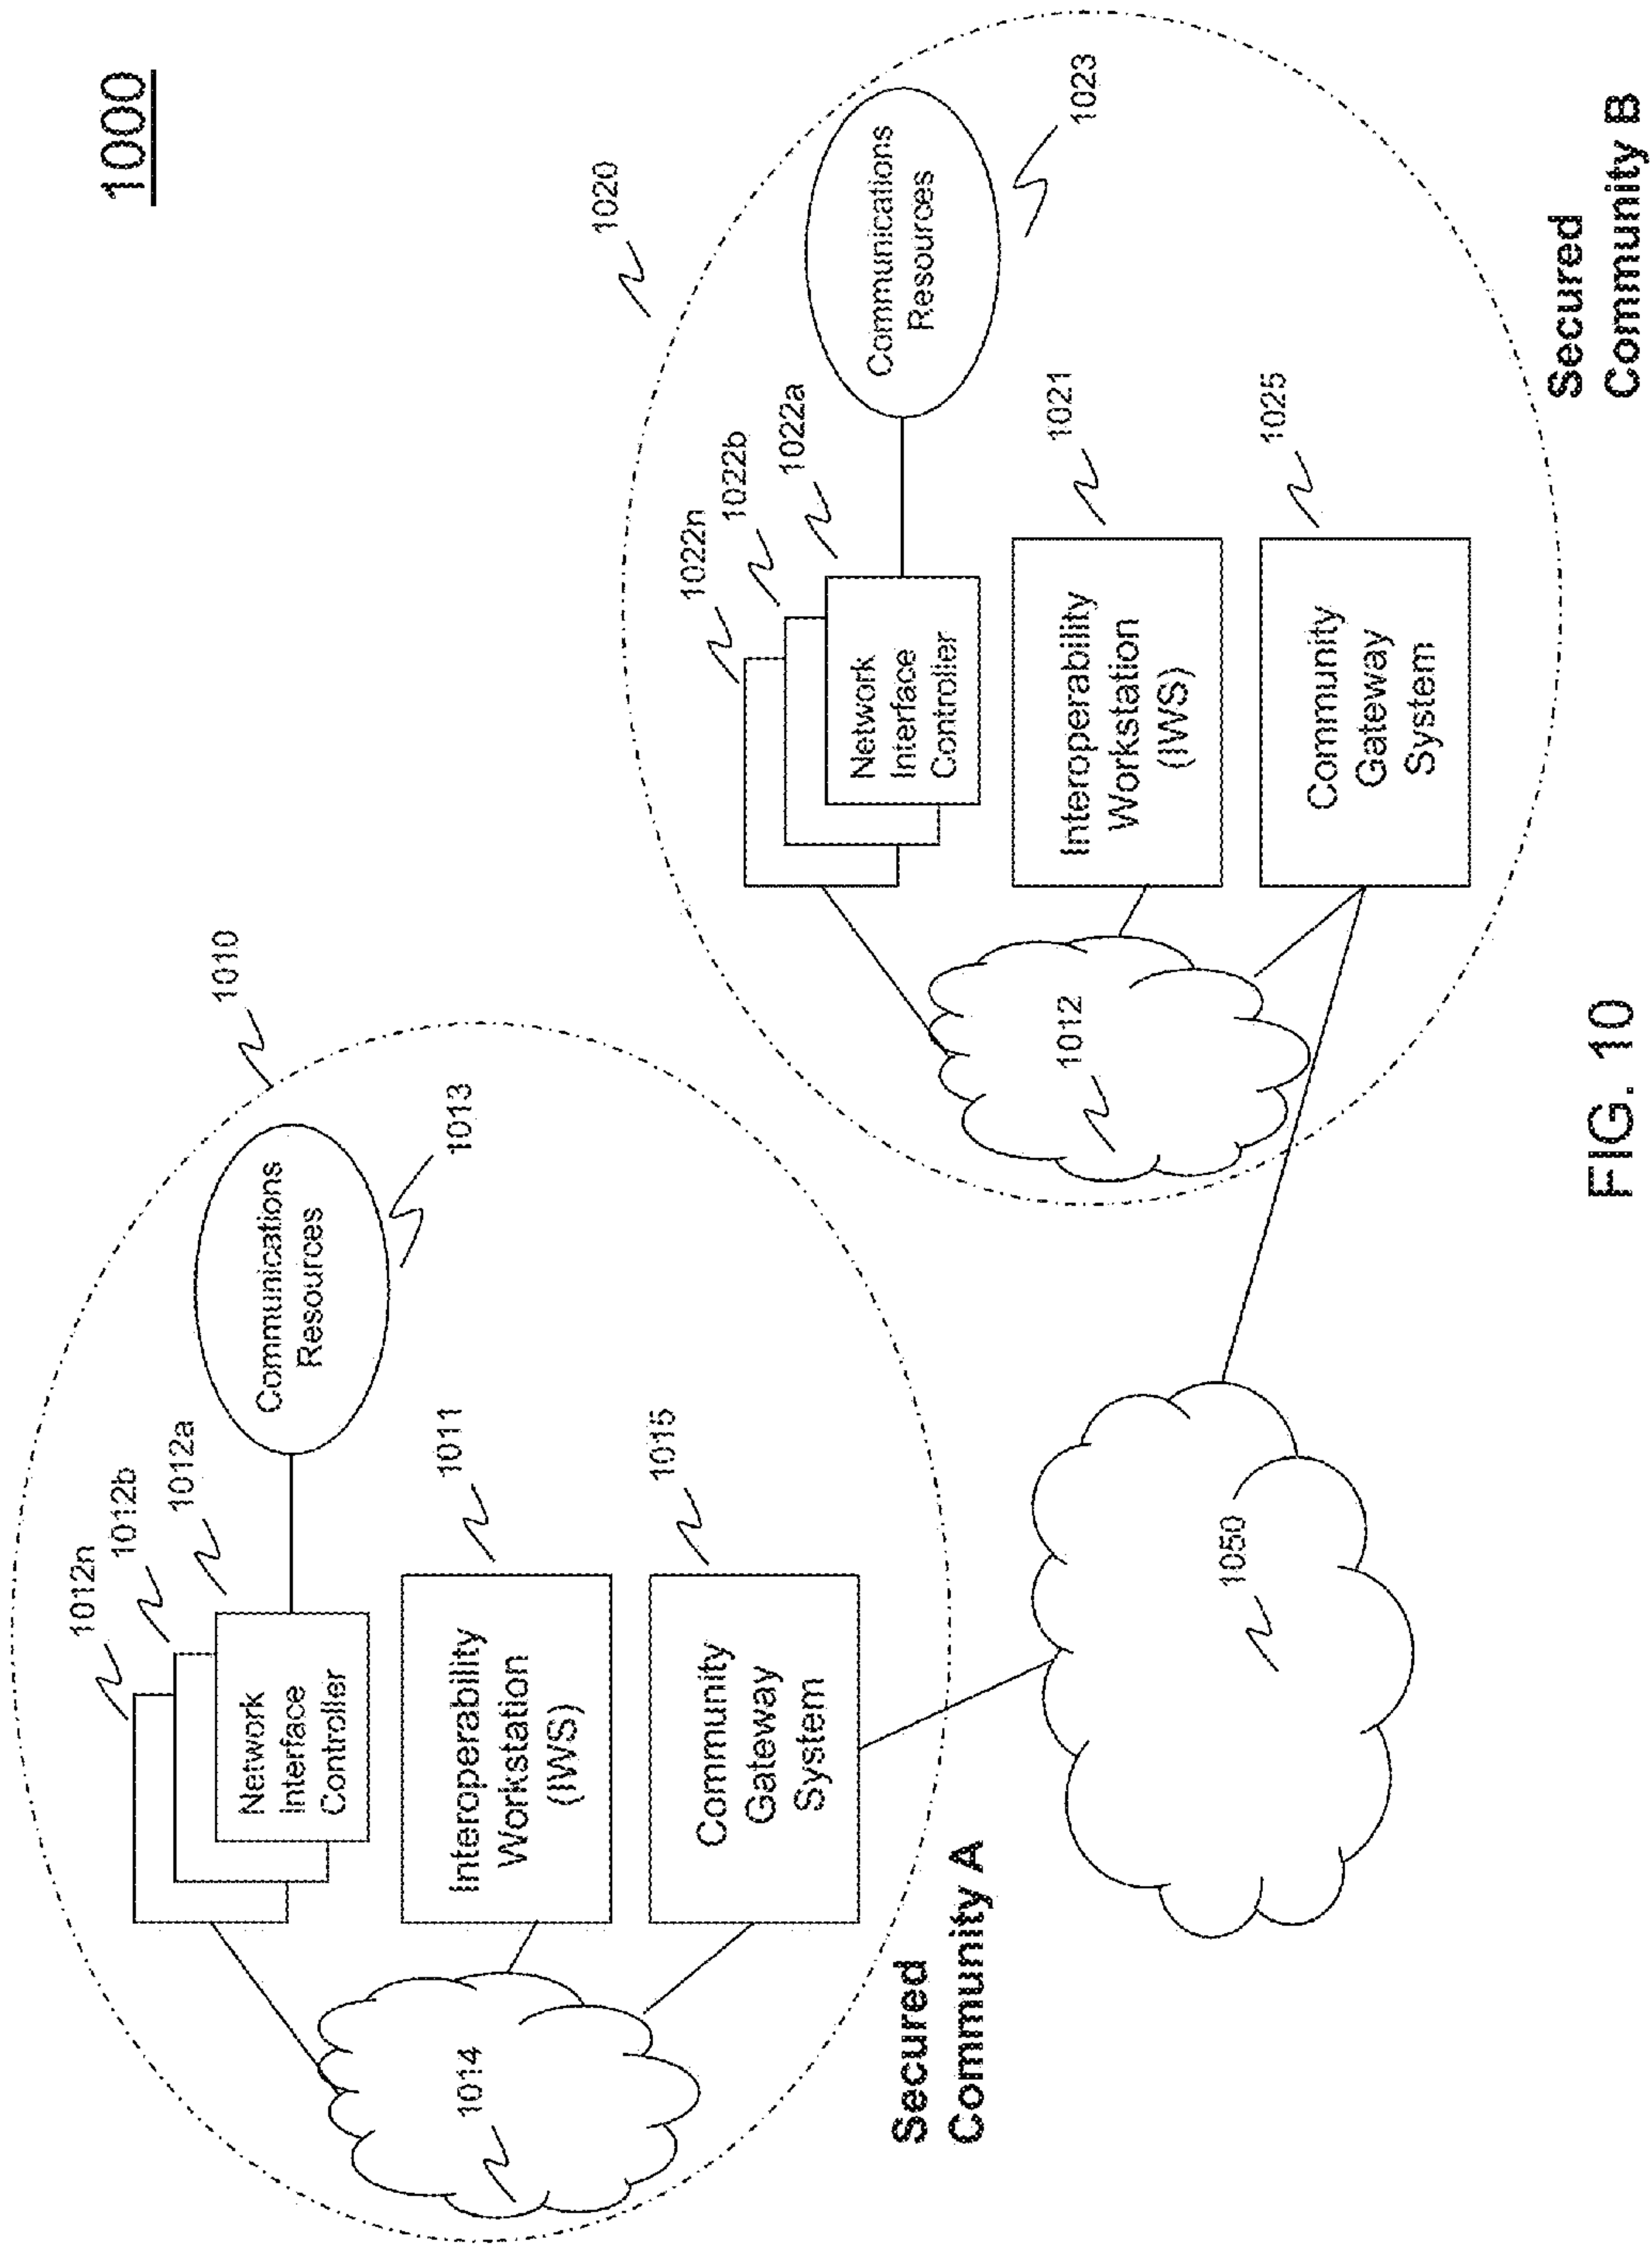 1000
1010
1012n
1012b
1012a
Network
Interface
Controller
Communications
Resources
1013
1011
Interoperability
Workstation
(IWS)
1015
Community
Gateway
System
1014
Secured
Community A
1050
1020
1022n
1022b
1022a
Network
Interface
Controller
Communications
Resources
1023
1021
Interoperability
Workstation
(IWS)
1025
Community
Gateway
System
1012
Secured
Community B
FIG. 10